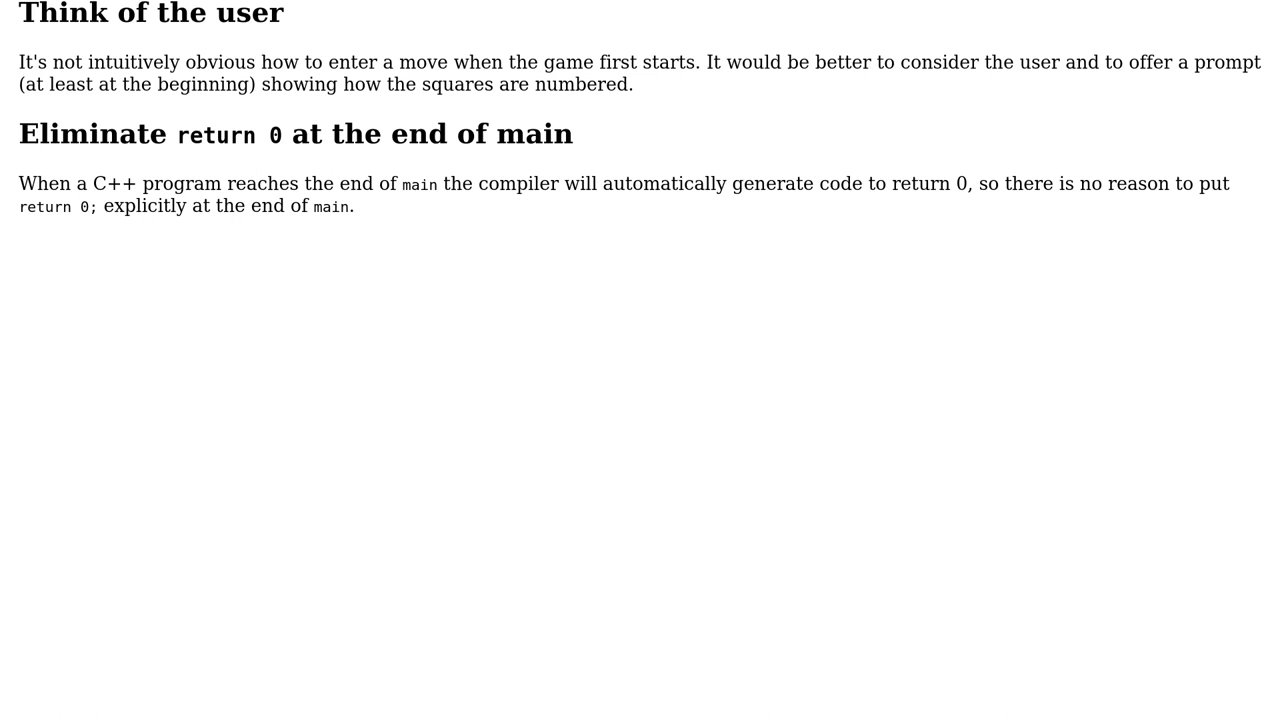 Think of the user
It's not intuitively obvious how to enter a move when the game first starts. It would be better to consider the user and to offer a prompt
(at least at the beginning) showing how the squares are numbered.
Eliminate return 0 at the end of main
When a C++ program reaches the end of main the compiler will automatically generate code to return 0, so there is no reason to put
return 0; explicitly at the end of main.